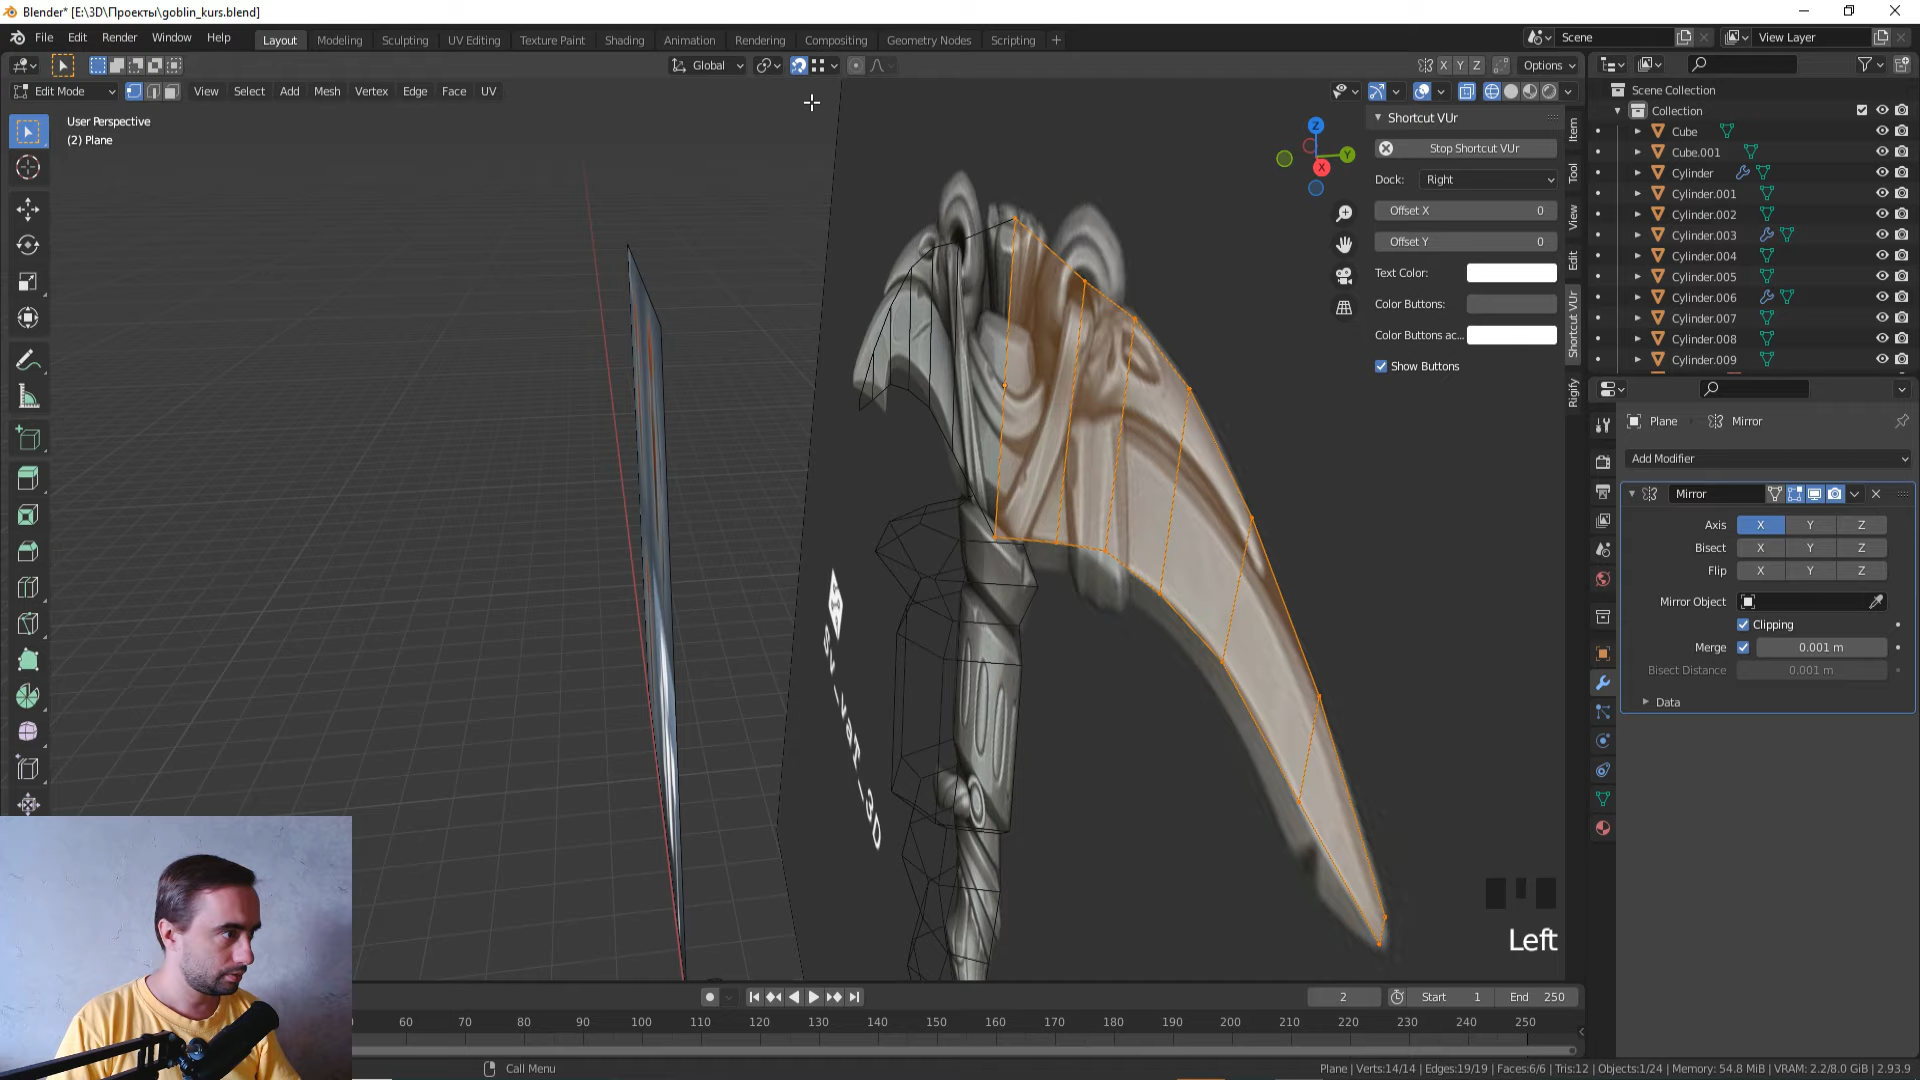 Blender* [E:\3D\Проекты\goblin_kurs.blend]
File Edit Render Window Help
Layout Modeling Sculpting UV Editing Texture Paint Shading Animation Rendering Compositing Geometry Nodes Scripting +
Scene
View Layer
Global
X Y Z
Options
Edit Mode
View Select Add Mesh Vertex Edge Face UV
User Perspective
(2) Plane
Z
Y
X
Shortcut VUr
Stop Shortcut VUr
Dock: Right
Offset X 0
Offset Y 0
Text Color:
Color Buttons:
Color Buttons ac...
Show Buttons
Item
Tool
View
Edit
Shortcut VUr
Rigify
Scene Collection
Collection
Cube
Cube.001
Cylinder
Cylinder.001
Cylinder.002
Cylinder.003
Cylinder.004
Cylinder.005
Cylinder.006
Cylinder.007
Cylinder.008
Cylinder.009
Plane Mirror
Add Modifier
Mirror
Axis X Y Z
Bisect X Y Z
Flip X Y Z
Mirror Object
Clipping
Merge 0.001 m
Bisect Distance 0.001 m
Data
Left
2
Start 1
End 250
60 70 80 90 100 110 120 130 140 150 160 170 180 190 200 210 220 230 240 250
Call Menu
Plane | Verts:14/14 | Edges:19/19 | Faces:6/6 | Tris:12 | Objects:1/24 | Memory: 54.8 MiB | VRAM: 2.2/8.0 GiB | 2.93.9